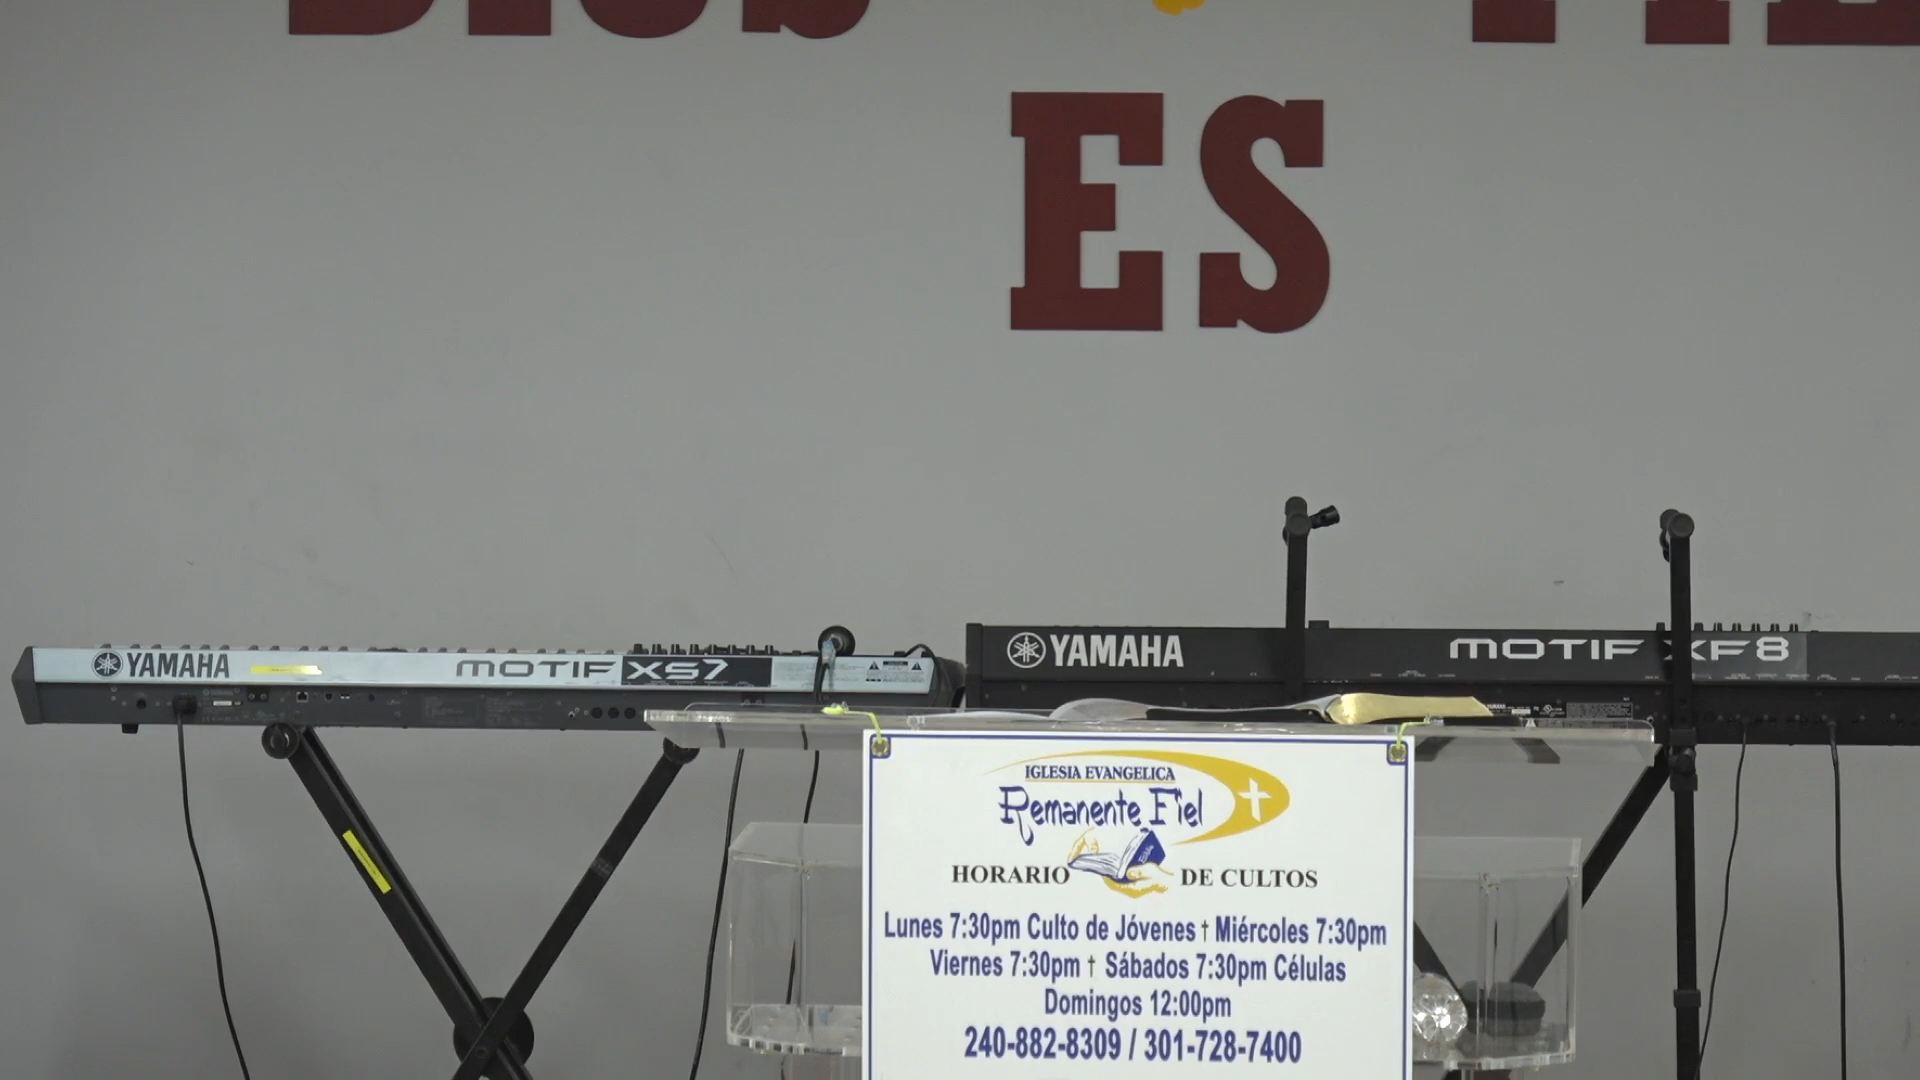 ES
YAMAHA MOTIF XS7
YAMAHA MOTIF XF8
IGLESIA EVANGELICA
Remanente Fiel
HORARIO DE CULTOS
Lunes 7:30pm Culto de Jóvenes † Miércoles 7:30pm
Viernes 7:30pm † Sábados 7:30pm Células
Domingos 12:00pm
240-882-8309 / 301-728-7400